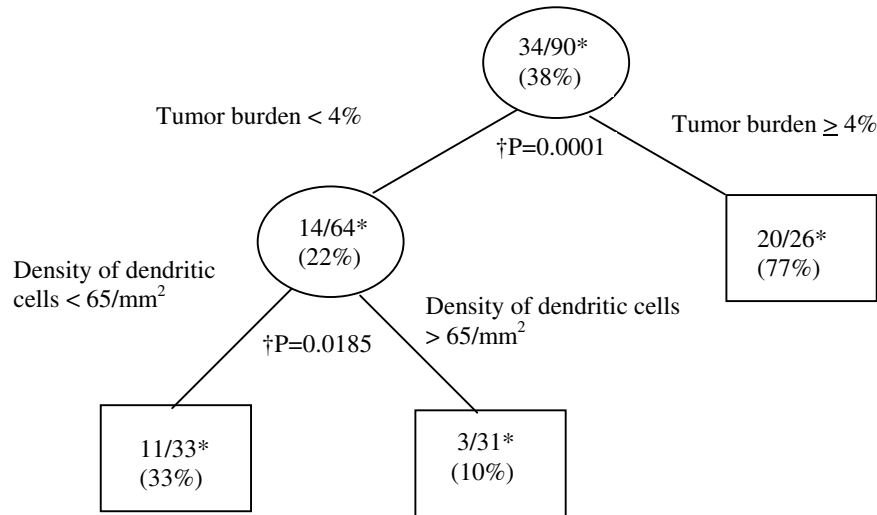 34/90*
(38%)
Tumor burden < 4%
Tumor burden ≥ 4%
†P=0.0001
14/64*
(22%)
20/26*
(77%)
Density of dendritic
cells < 65/mm²
Density of dendritic cells
> 65/mm²
†P=0.0185
11/33*
(33%)
3/31*
(10%)